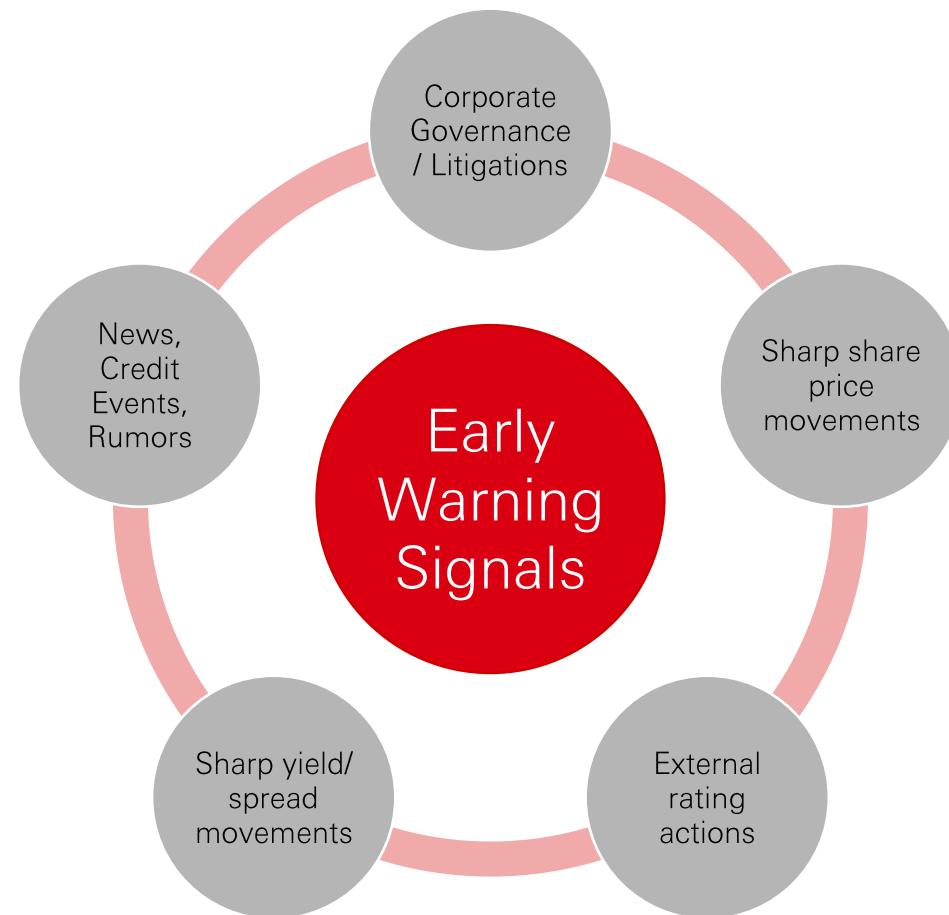 Corporate
Governance
/ Litigations
Sharp share
price
movements
External
rating
actions
Sharp yield/
spread
movements
News,
Credit
Events,
Rumors
Early
Warning
Signals